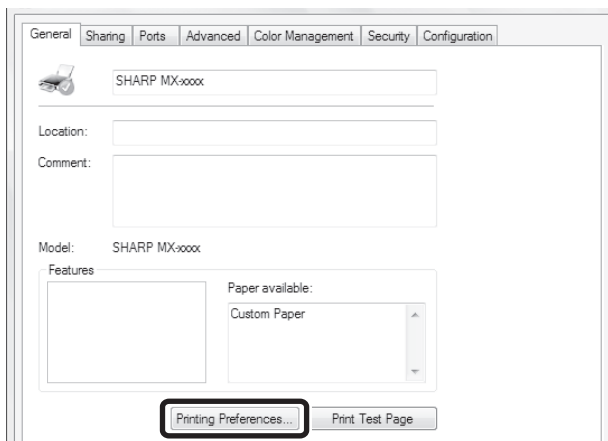 General Sharing Ports Advanced Color Management Security Configuration
SHARP MX-xxxx
Location:
Comment:
Model: SHARP MX-xxxx
Features
Paper available:
Custom Paper
Printing Preferences... Print Test Page